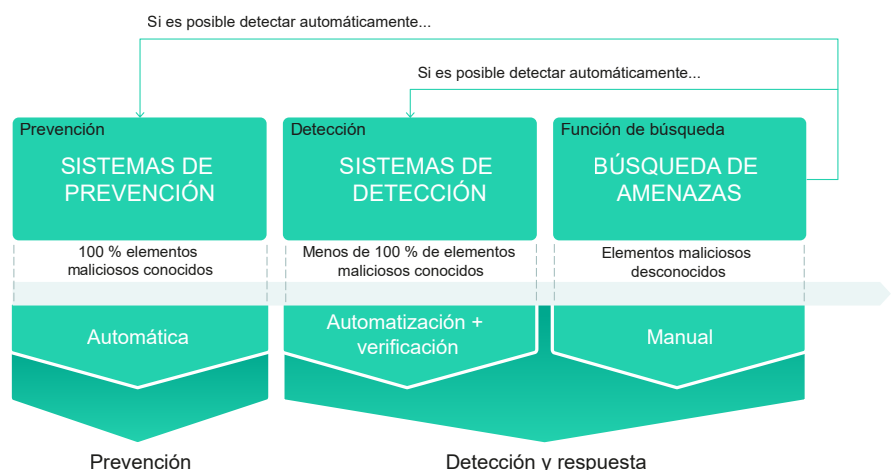 Si es posible detectar automáticamente...
Si es posible detectar automáticamente...
Prevención
SISTEMAS DE
PREVENCIÓN
Detección
SISTEMAS DE
DETECCIÓN
Función de búsqueda
BÚSQUEDA DE
AMENAZAS
100 % elementos
maliciosos conocidos
Menos de 100 % de elementos
maliciosos conocidos
Elementos maliciosos
desconocidos
Automática
Automatización +
verificación
Manual
Prevención
Detección y respuesta